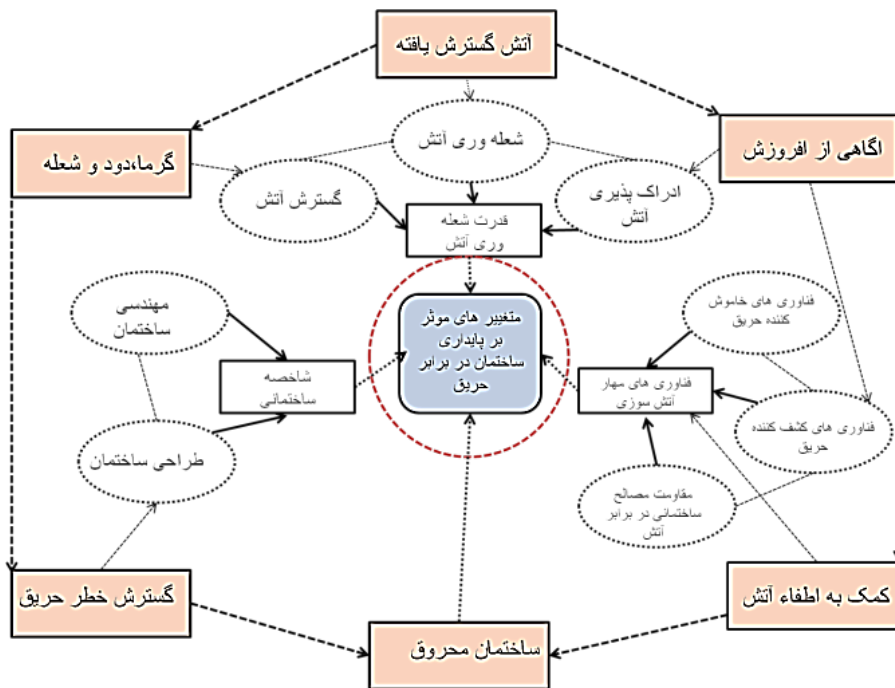 آتش گسترش یافته
گرما،دود و شعله
اگاهی از افروزش
شعله وری آتش
گسترش آتش
ادراک پذیری
آتش
قدرت شعله
وری آتش
مهندسی
ساختمان
متغییر های موثر
بر پایداری
ساختمان در برابر
حریق
فناوری های خاموش
کننده حریق
شاخصه
ساختمانی
فناوری های مهار
آتش سوزی
فناوری های کشف کننده
حریق
طراحی ساختمان
مقاومت مصالح
ساختمانی در برابر
آتش
گسترش خطر حریق
کمک به اطفاء آتش
ساختمان محروق